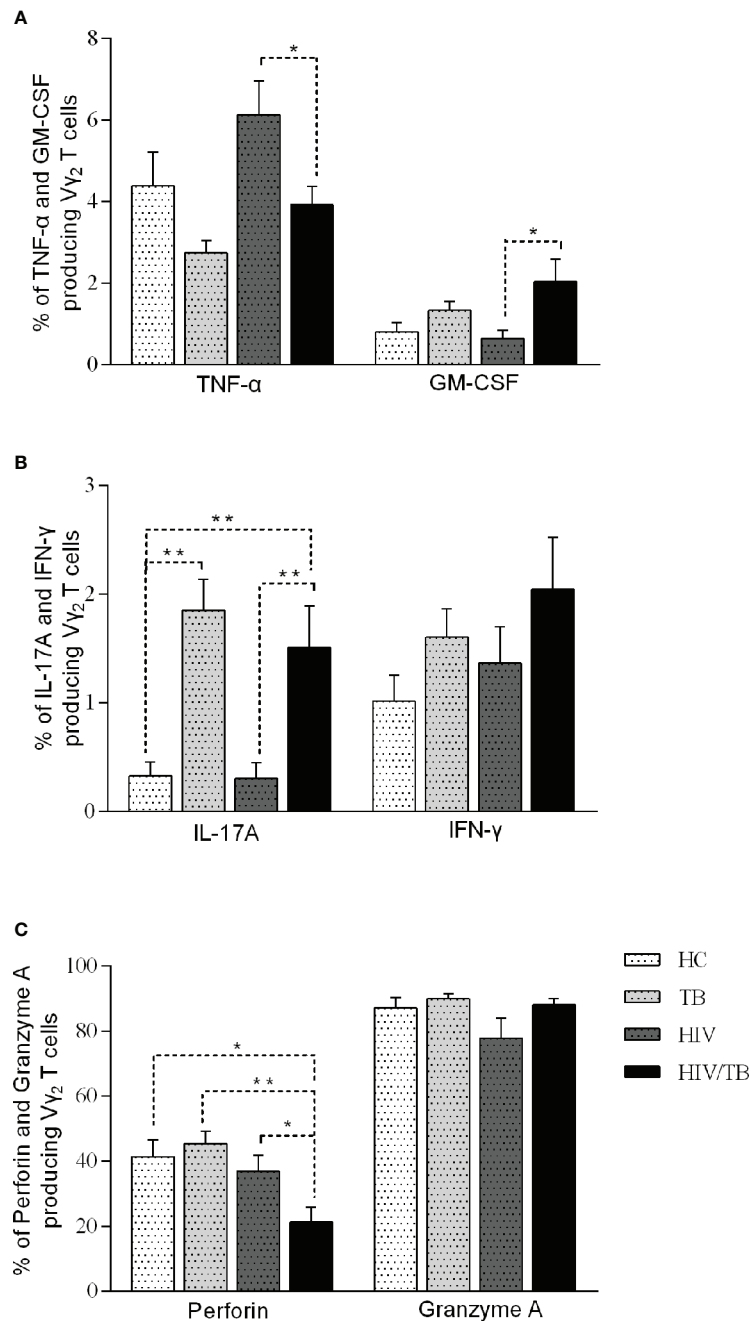 A
% of TNF-α and GM-CSF
producing Vγ2 T cells
8
6
4
2
0
*
*
TNF-α
GM-CSF
B
% of IL-17A and IFN-γ
producing Vγ2 T cells
3
2
1
0
**
**
**
IL-17A
IFN-γ
C
% of Perforin and Granzyme A
producing Vγ2 T cells
100
80
60
40
20
0
*
**
*
Perforin
Granzyme A
HC
TB
HIV
HIV/TB